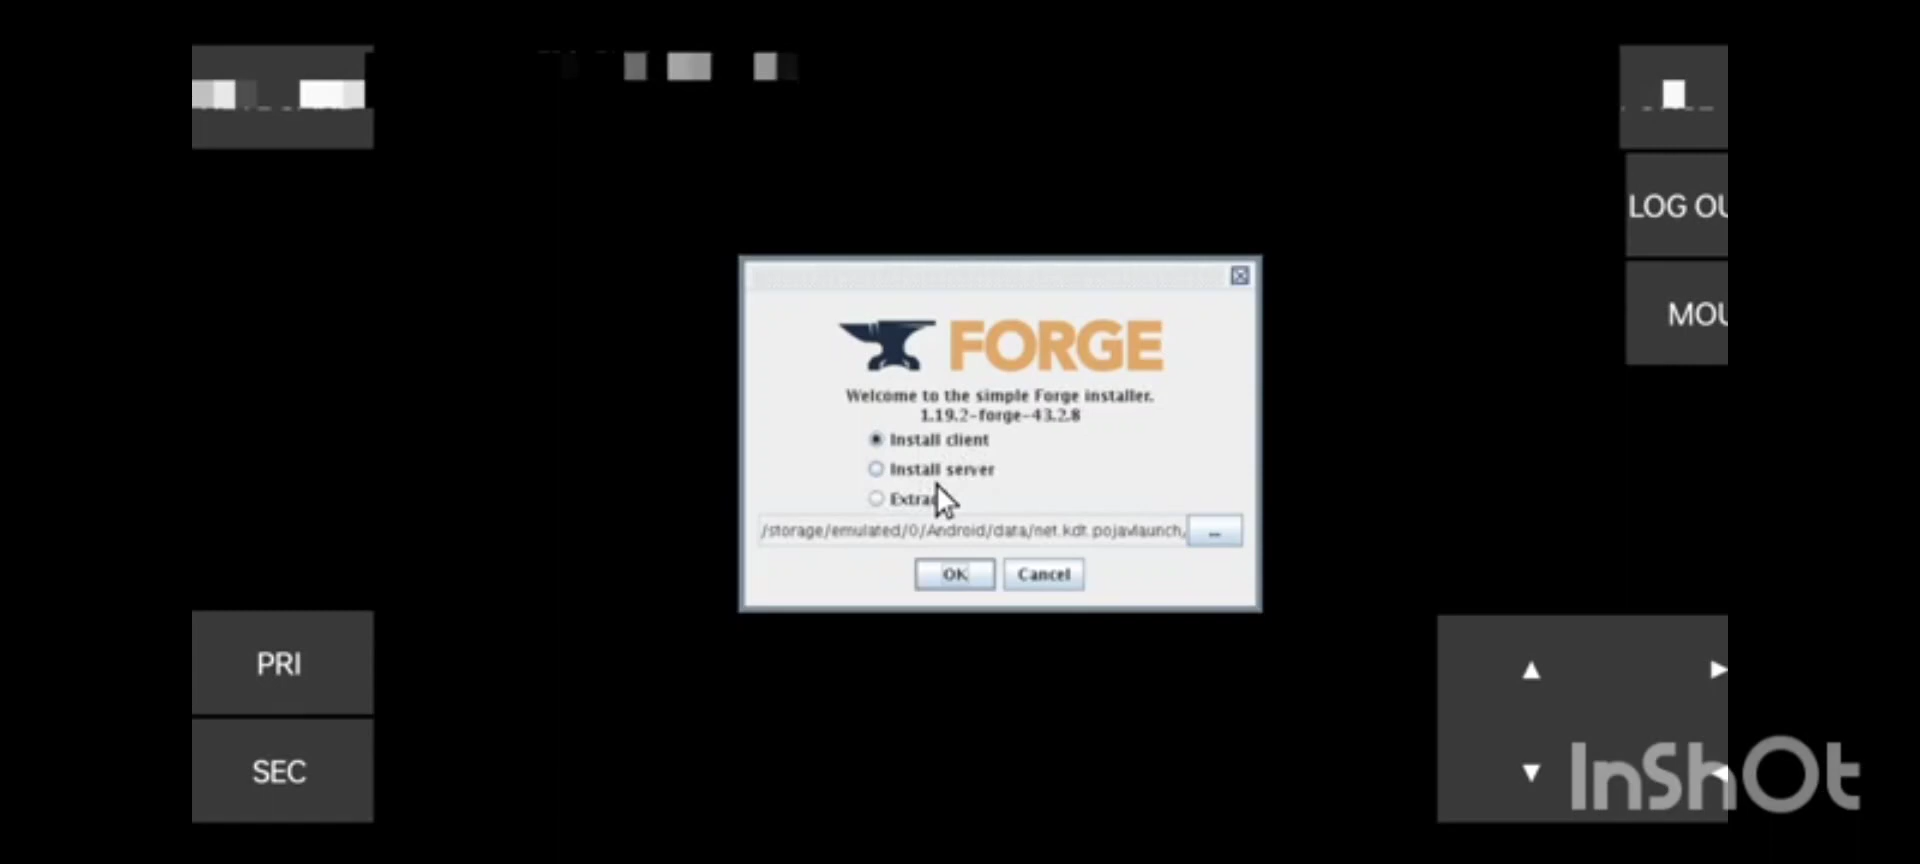 LOG OU
MOU
FORGE
Welcome to the simple Forge installer.
1.19.2-forge-43.2.8
Install client
Install server
Extra
/storage/emulated/0/Android/data/net.kdt.pojavlaunch/
...
OK
Cancel
PRI
SEC
InShOt